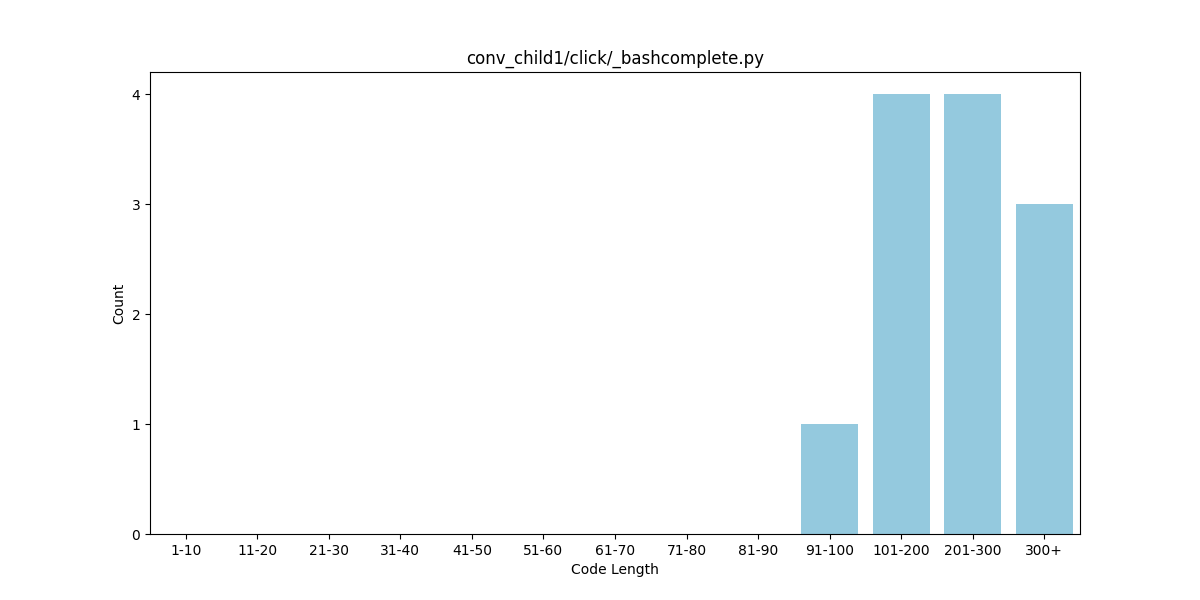 conv_child1/click/_bashcomplete.py
Count
4
3
2
1
0
1-10 11-20 21-30 31-40 41-50 51-60 61-70 71-80 81-90 91-100 101-200 201-300 300+
Code Length